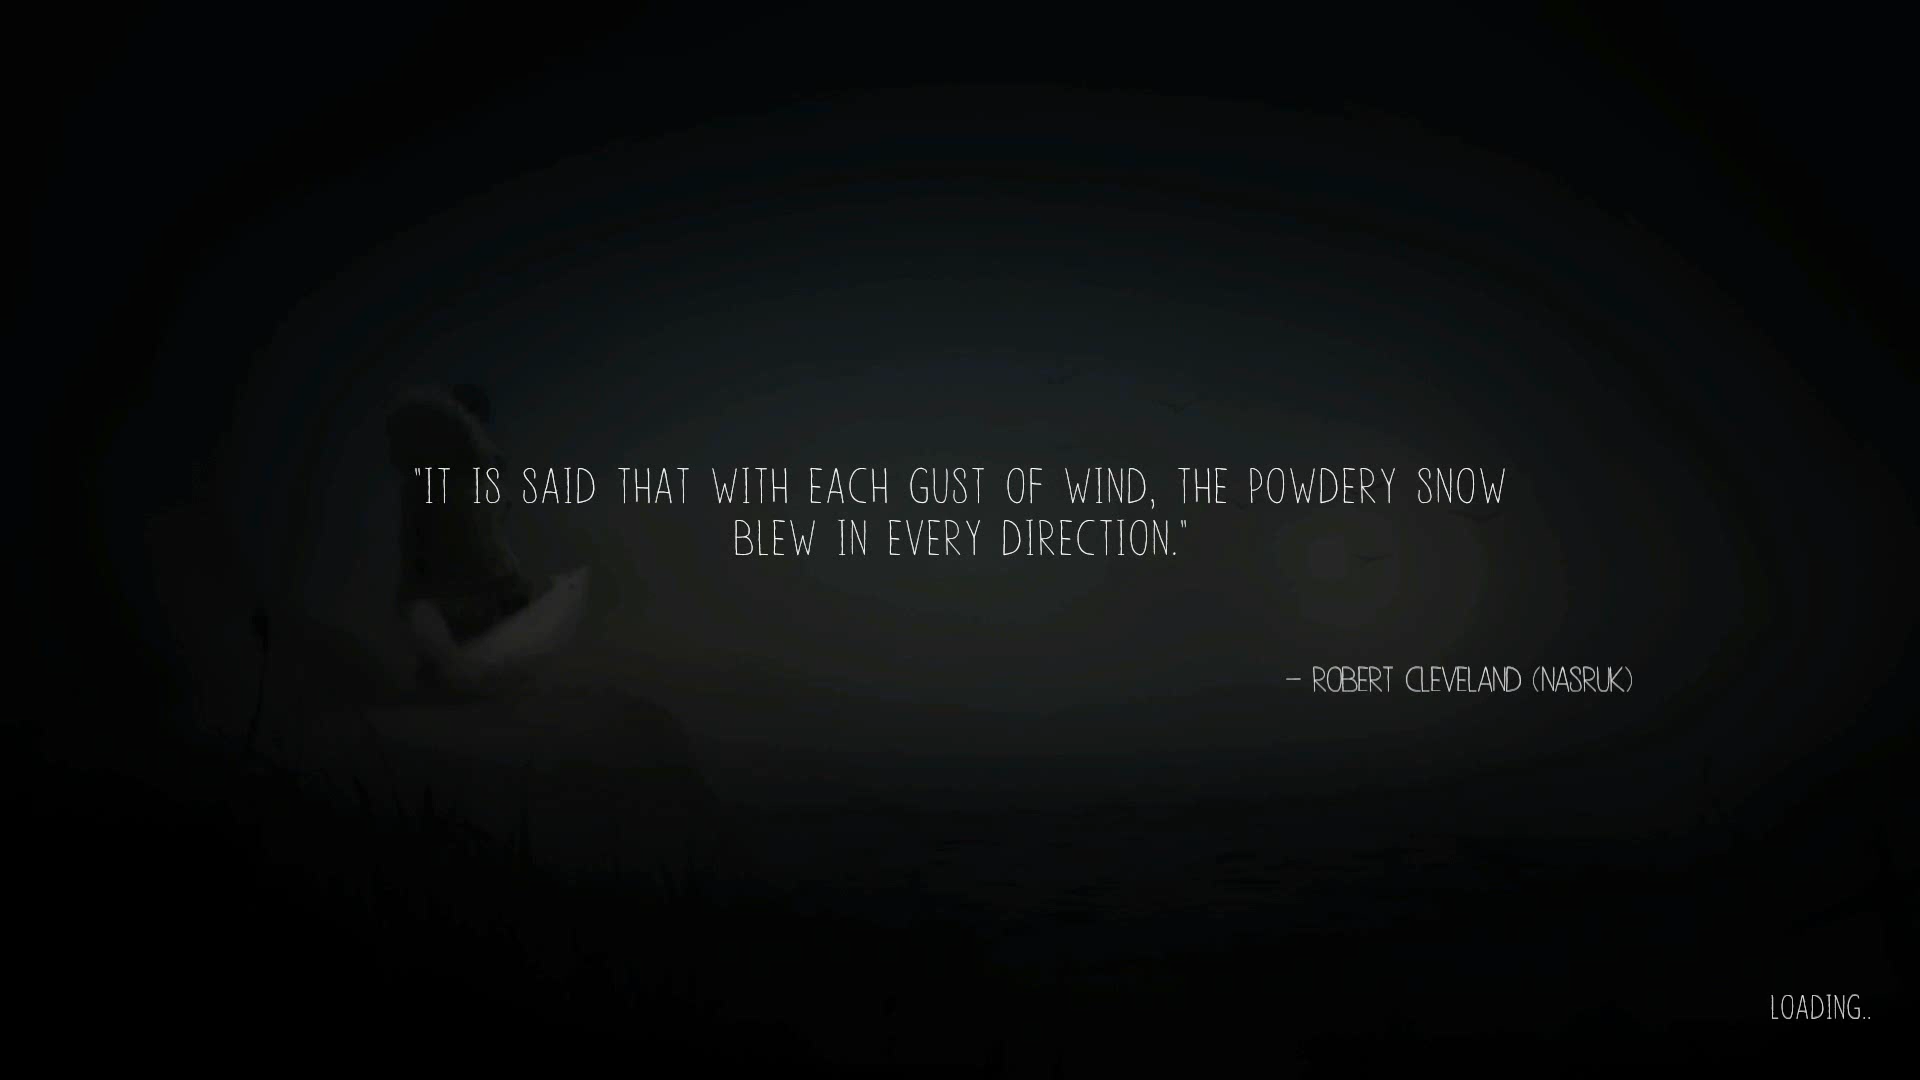 "IT IS SAID THAT WITH EACH GUST OF WIND, THE POWDERY SNOW
BLEW IN EVERY DIRECTION."
- ROBERT CLEVELAND (NASRUK)
LOADING..